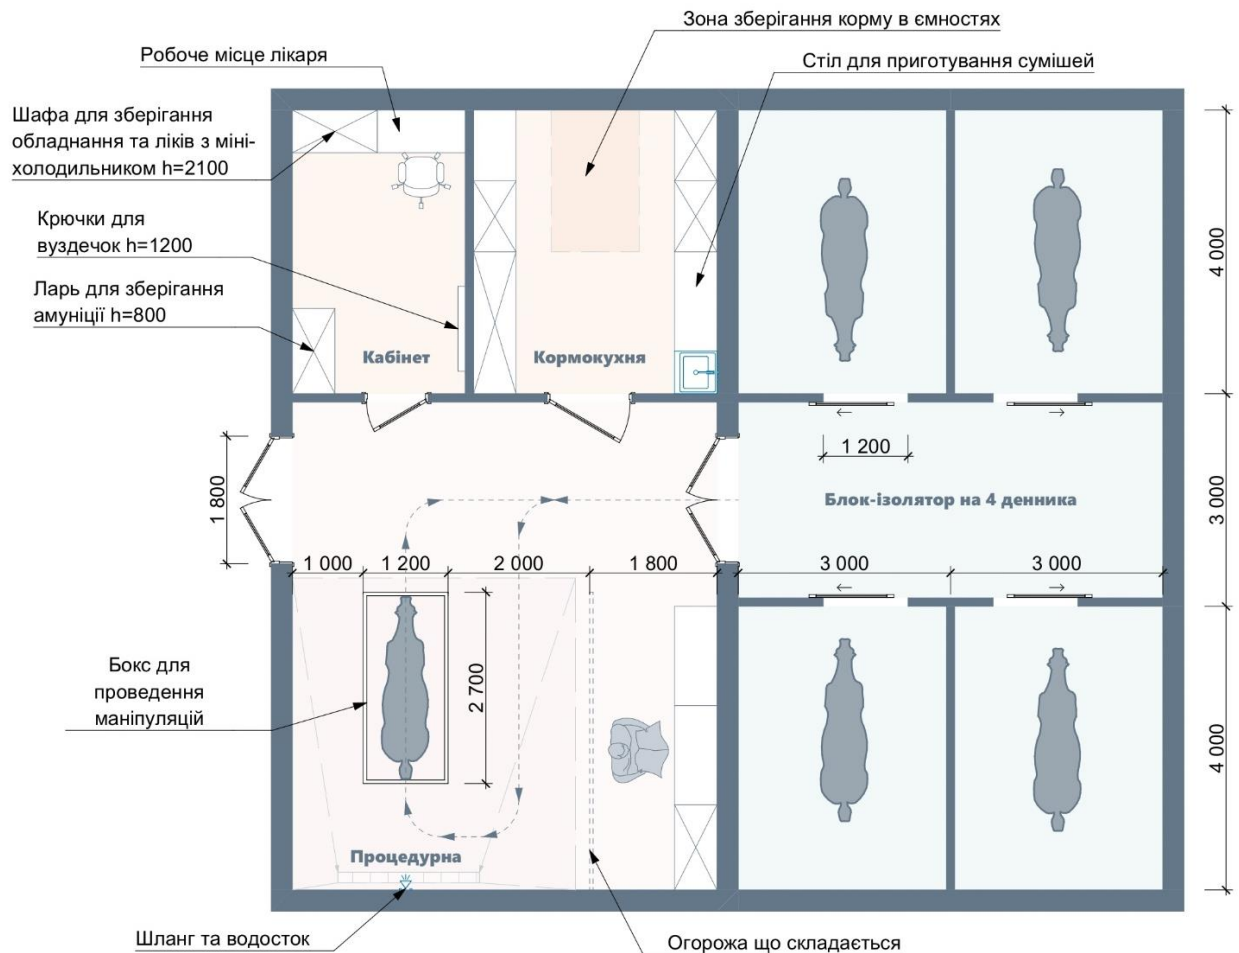 Зона зберігання корму в ємностях
Робоче місце лікаря
Стіл для приготування сумішей
Шафа для зберігання
обладнання та ліків з міні-
холодильником h=2100
Крючки для
вуздечок h=1200
Ларь для зберігання
амуніції h=800
Кабінет
Кормокухня
4 000
1 200
1 800
Блок-ізолятор на 4 денника
3 000
1 000
1 200
2 000
1 800
3 000
3 000
2 700
Бокс для
проведення
маніпуляцій
4 000
Процедурна
Шланг та водосток
Огорожа що складається